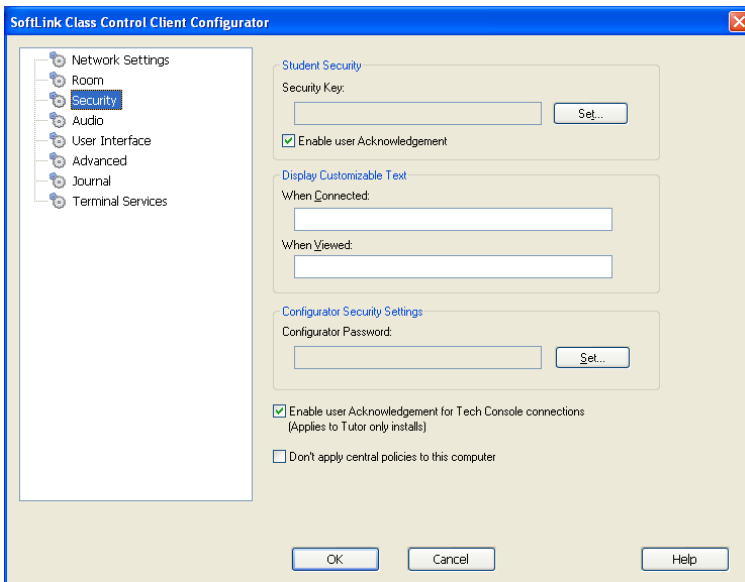 SoftLink Class Control Client Configurator
Network Settings
Room
Security
Audio
User Interface
Advanced
Journal
Terminal Services
Student Security
Security Key:
Set...
Enable user Acknowledgement
Display Customizable Text
When Connected:
When Viewed:
Configurator Security Settings
Configurator Password:
Set...
Enable user Acknowledgement for Tech Console connections
(Applies to Tutor only installs)
Don't apply central policies to this computer
OK
Cancel
Help